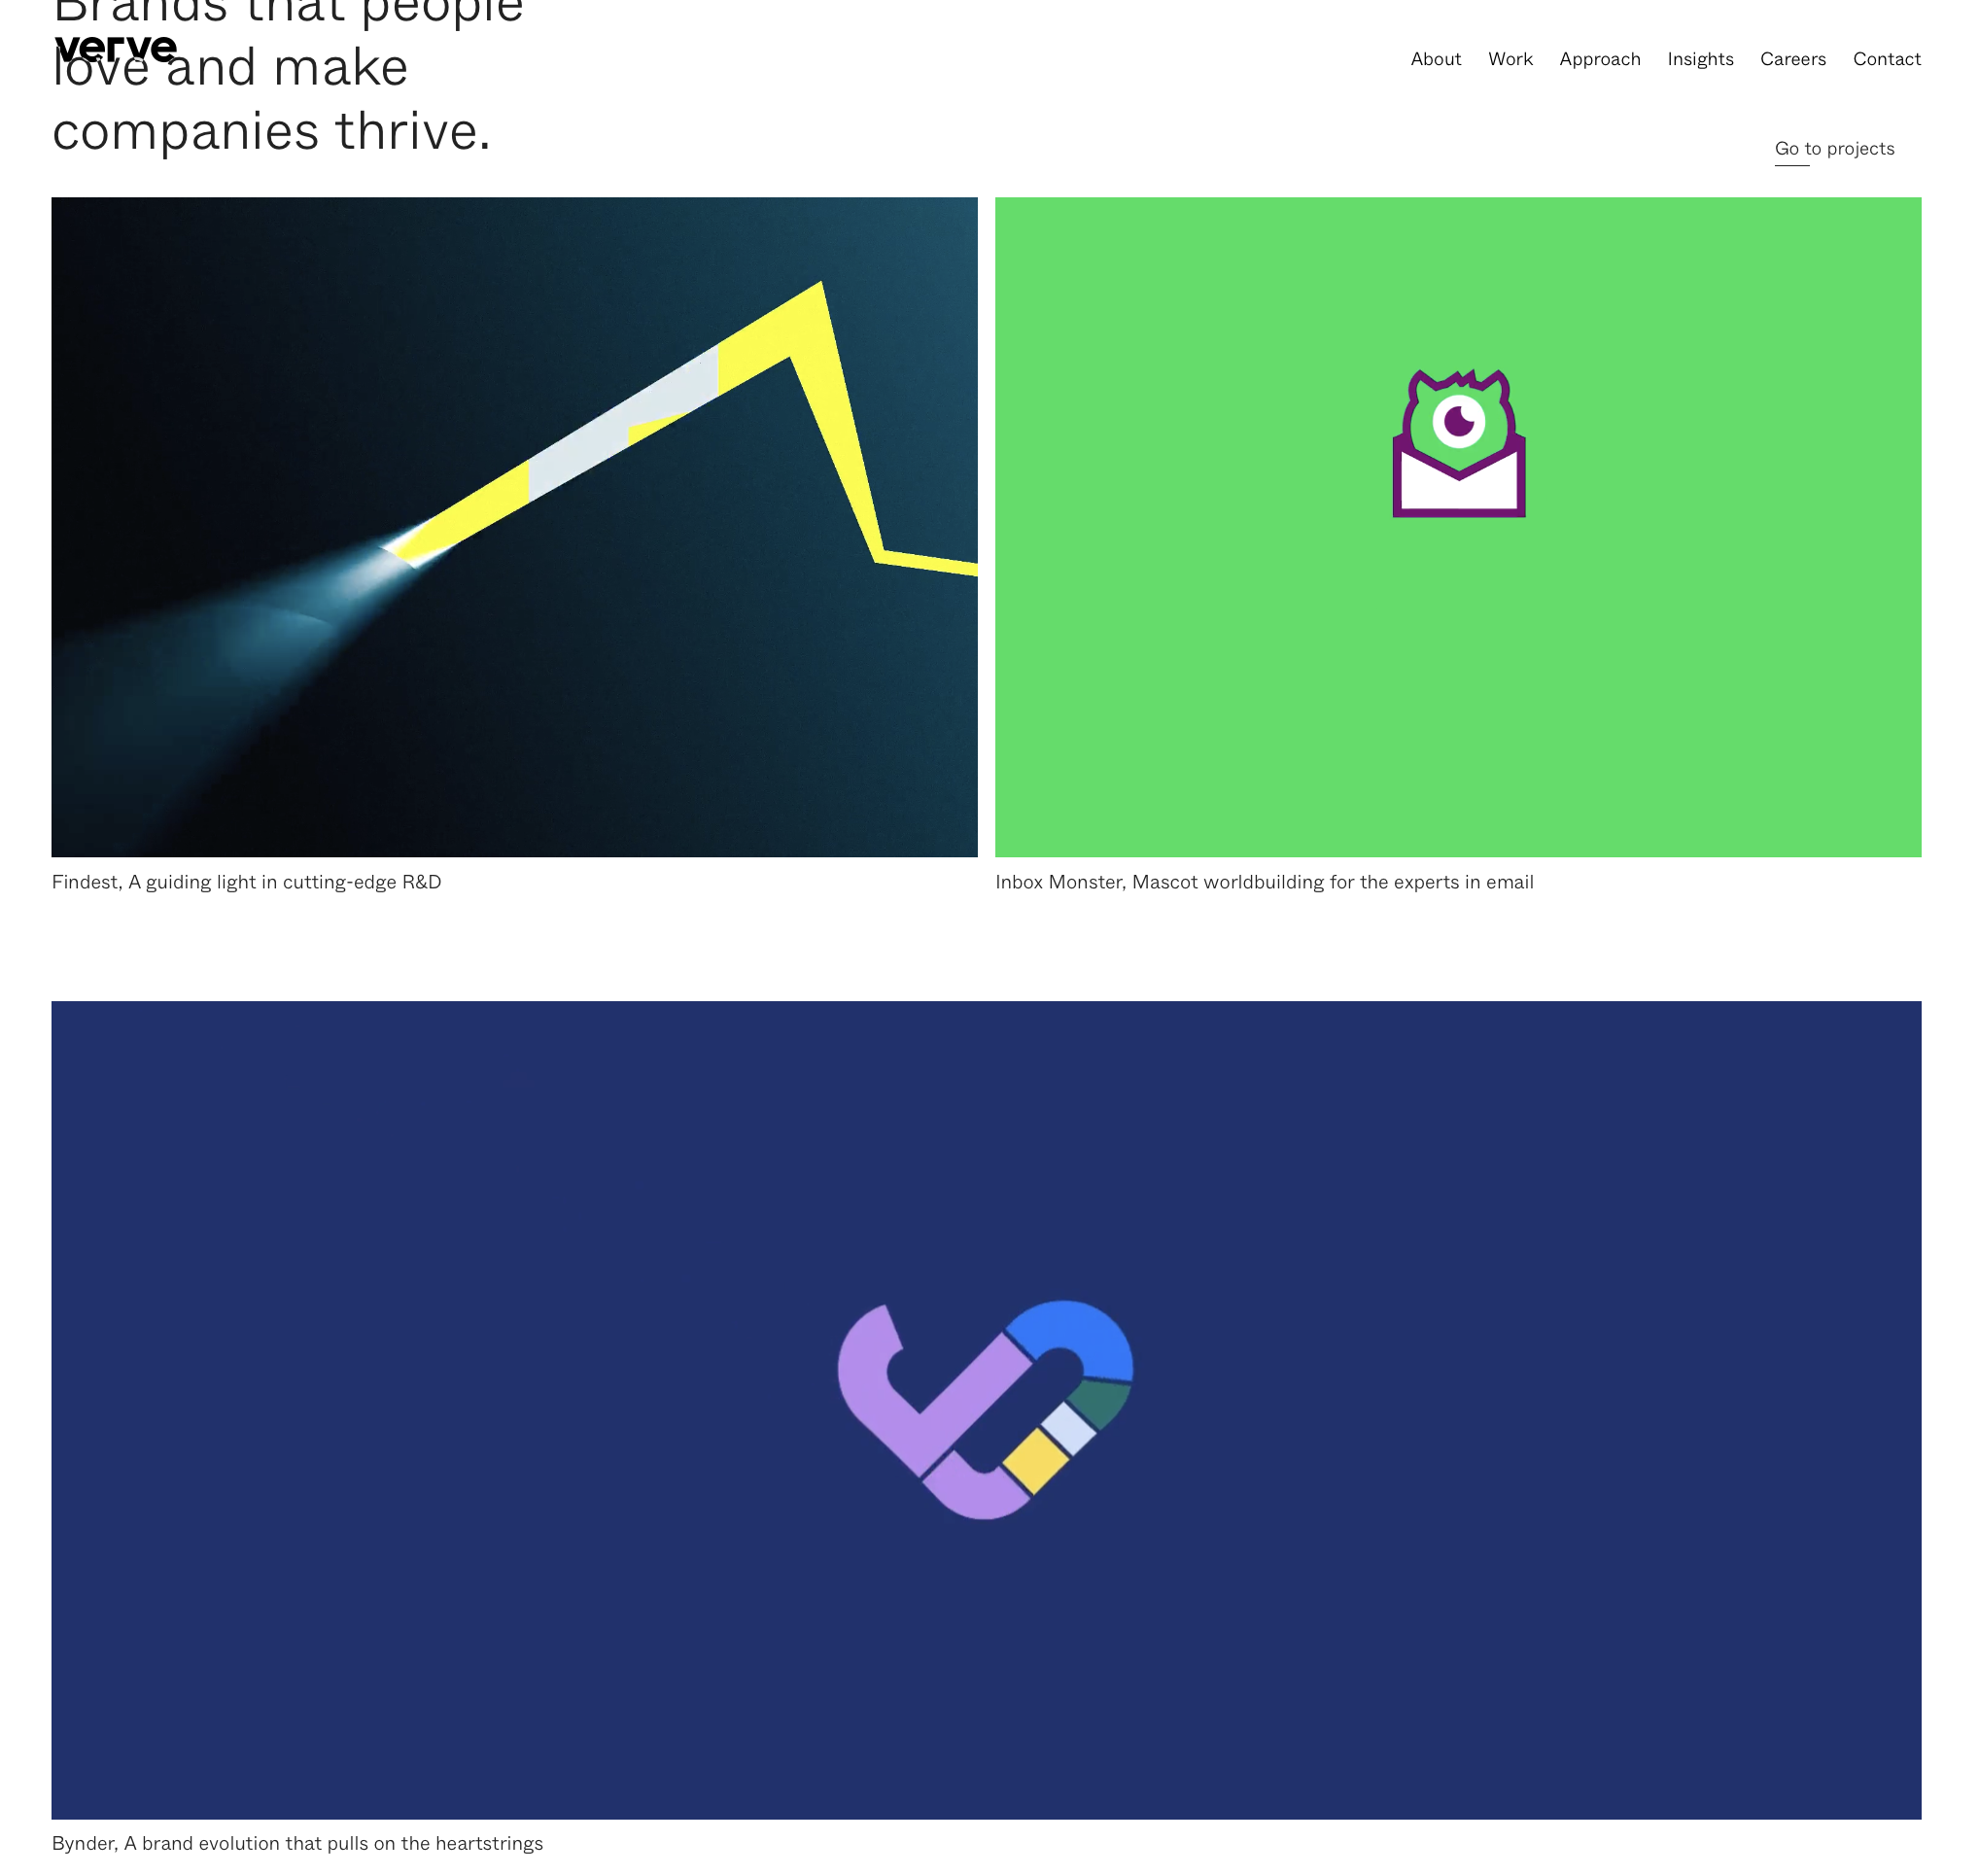 Brands that people
verve
love and make
companies thrive.
About Work Approach Insights Careers Contact
Go to projects
Findest, A guiding light in cutting-edge R&D
Inbox Monster, Mascot worldbuilding for the experts in email
Bynder, A brand evolution that pulls on the heartstrings